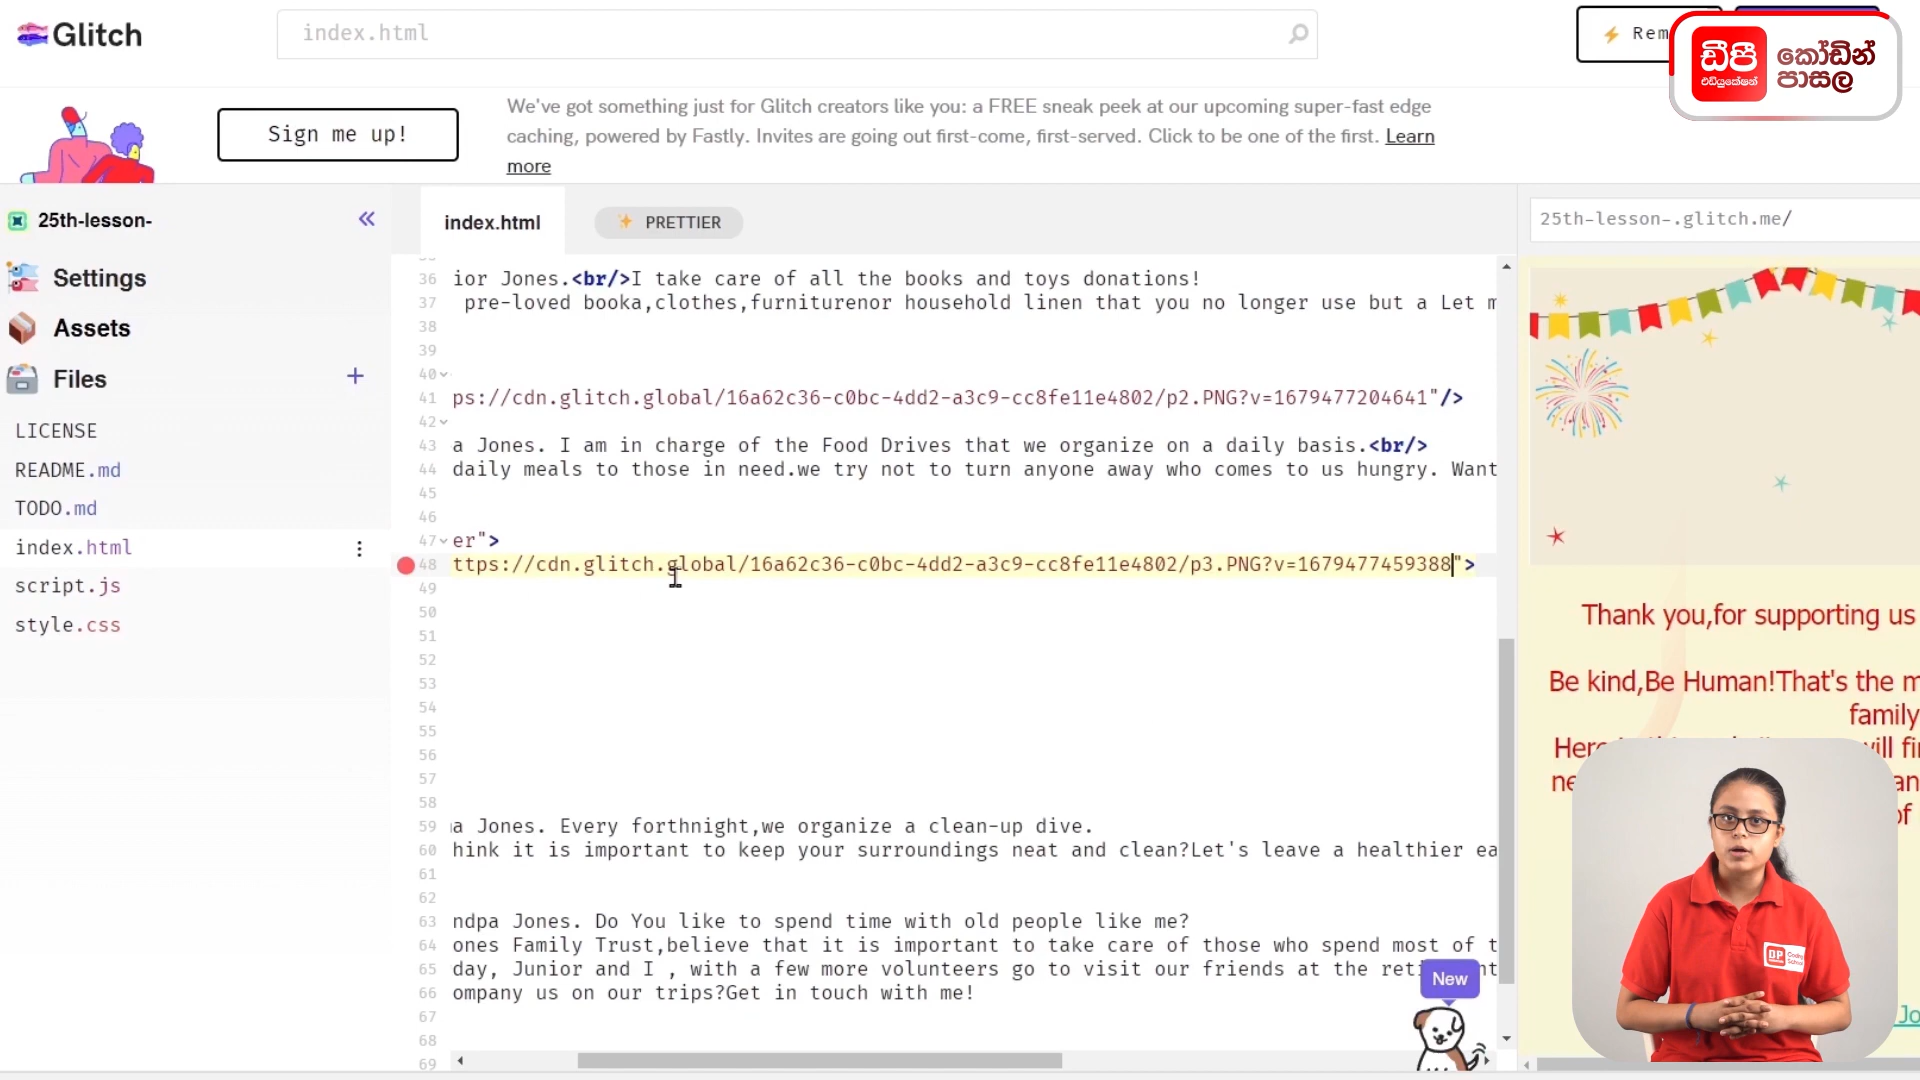 Glitch
index.html
Rem
ඩීපී
එඩියුකේෂන්
කෝඩින්
පාසල
Sign me up!
We've got something just for Glitch creators like you: a FREE sneak peek at our upcoming super-fast edge
caching, powered by Fastly. Invites are going out first-come, first-served. Click to be one of the first. Learn
more
25th-lesson-
Settings
Assets
Files
LICENSE
README.md
TODO.md
index.html
script.js
style.css
index.html
PRETTIER
36 ior Jones.<br/>I take care of all the books and toys donations!
37 pre-loved booka,clothes,furniturenor household linen that you no longer use but a Let m
38
39
40
41 ps://cdn.glitch.global/16a62c36-c0bc-4dd2-a3c9-cc8fe11e4802/p2.PNG?v=1679477204641"/>
42
43 a Jones. I am in charge of the Food Drives that we organize on a daily basis.<br/>
44 daily meals to those in need.we try not to turn anyone away who comes to us hungry. Want
45
46
47 er">
48 ttps://cdn.glitch.global/16a62c36-c0bc-4dd2-a3c9-cc8fe11e4802/p3.PNG?v=1679477459388">
49
50
51
52
53
54
55
56
57
58
59 a Jones. Every forthnight,we organize a clean-up dive.
60 hink it is important to keep your surroundings neat and clean?Let's leave a healthier ea
61
62
63 ndpa Jones. Do You like to spend time with old people like me?
64 ones Family Trust,believe that it is important to take care of those who spend most of t
65 day, Junior and I , with a few more volunteers go to visit our friends at the reti nt
66 ompany us on our trips?Get in touch with me!
67
68
69
New
25th-lesson-.glitch.me/
Thank you,for supporting us
Be kind,Be Human!That's the m
family
Here will fi
ne an
of
Jo
DP